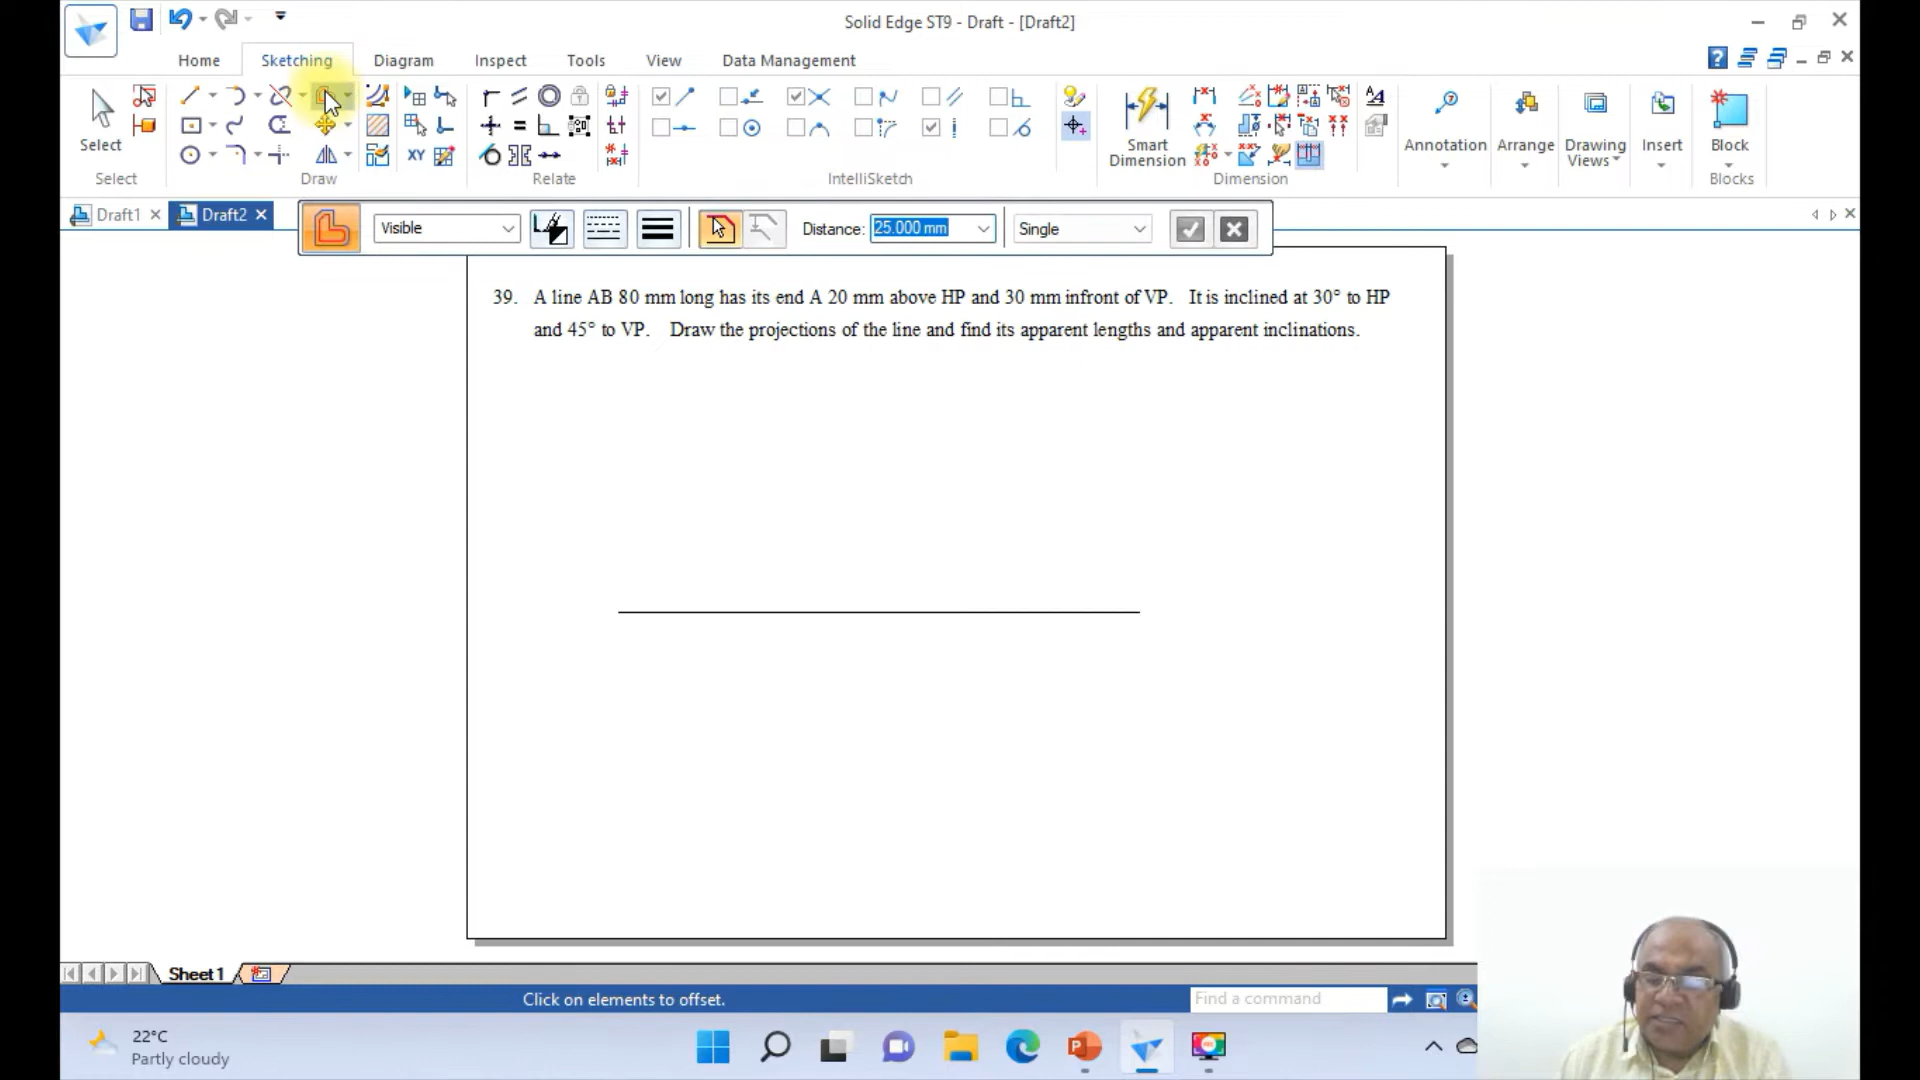 Solid Edge ST9 - Draft - [Draft2]
Home Sketching Diagram Inspect Tools View Data Management
Select
Smart Dimension
Annotation
Arrange
Drawing Views
Insert
Block
XY
Select Draw Relate IntelliSketch Dimension Blocks
Draft1 Draft2
Visible Distance: 25.000 mm Single
39. A line AB 80 mm long has its end A 20 mm above HP and 30 mm infront of VP. It is inclined at 30° to HP
and 45° to VP. Draw the projections of the line and find its apparent lengths and apparent inclinations.
Sheet1
Click on elements to offset.
Find a command
22°C
Partly cloudy